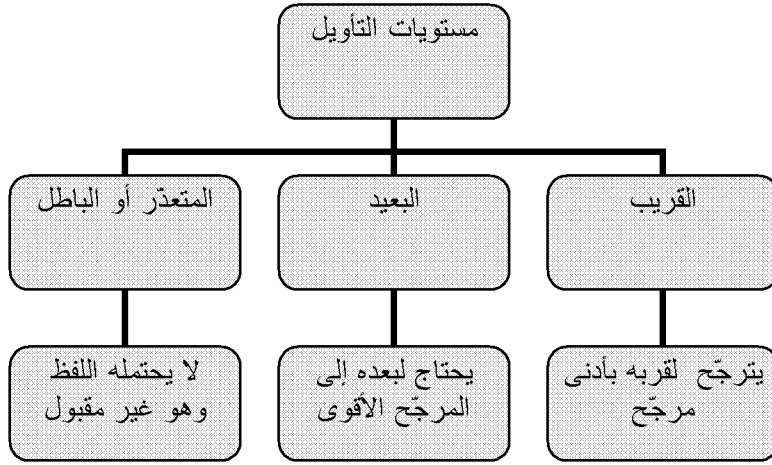 مستويات التأويل
القريب
البعيد
المتعذّر أو الباطل
يترجّح لقربه بأدنى
مرجّح
يحتاج لبعده إلى
المرجّح الأقوى
لا يحتمله اللفظ
وهو غير مقبول